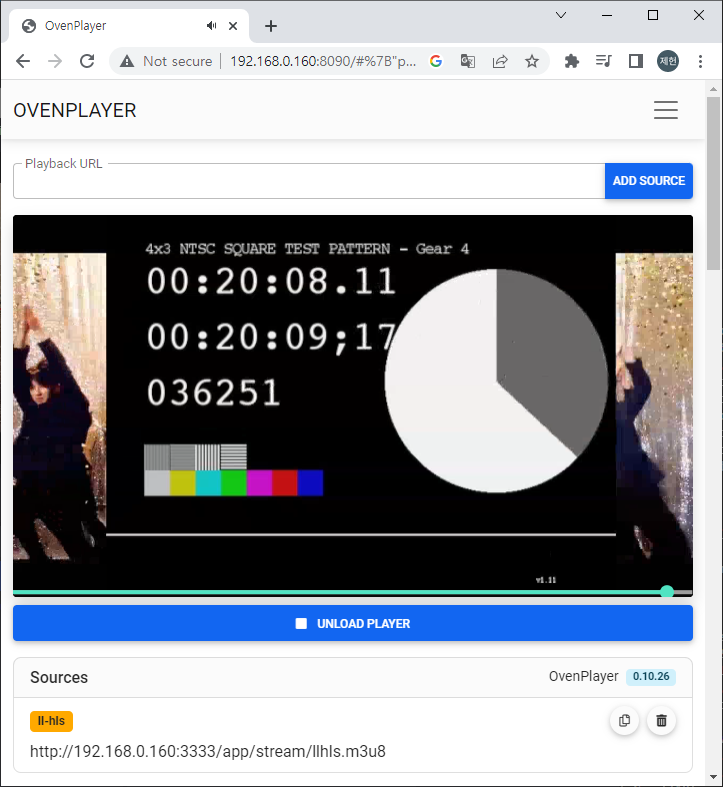 OvenPlayer
Not secure
192.168.0.160:8090/#%7B"p...
제헌
OVENPLAYER
Playback URL
ADD SOURCE
4x3 NTSC SQUARE TEST PATTERN - Gear 4
00:20:08.11
00:20:09;17
036251
v1.11
UNLOAD PLAYER
Sources
OvenPlayer 0.10.26
ll-hls
http://192.168.0.160:3333/app/stream/llhls.m3u8